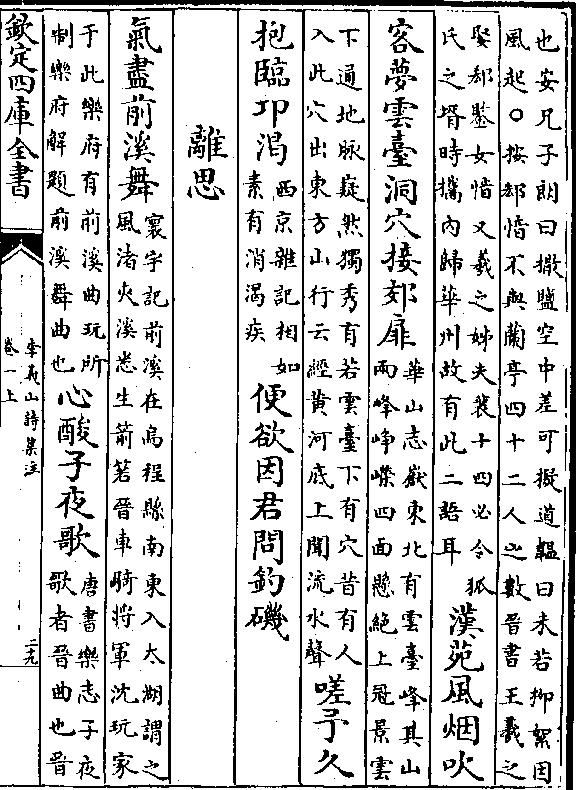 也安兄子朗曰撒鹽空中差可擬道韞曰未若柳絮因
風起○按郄愔不與蘭亭四十二人之數晉書王羲之
娶郄鑒女愔又羲之姊夫裴十四必令狐
氏之壻時攜内歸華州故有此二語耳
漢苑風烟吹
客夢雲臺洞穴接郊扉
華山志嶽東北有雲臺峰其山
兩峰崢嶸四面懸絶上冠景雲
下通地脉嶷然獨秀有若雲臺下有穴昔有人
入此穴出東方山行云經黄河底上聞流水聲
嗟予久
抱臨卭渇
西京雜記相如
素有消渴疾
便欲因君問釣磯
離思
氣盡前溪舞
寰宇記前溪在烏程縣南東入太湖謂之
風渚夾溪悉生箭箬晉車騎將軍沈玩家
于此樂府有前溪曲玩所
制樂府解題前溪舞曲也
心酸子夜歌
唐書樂志子夜
歌者晉曲也晉
欽定四庫全書
李義山詩集注
卷一上
二九